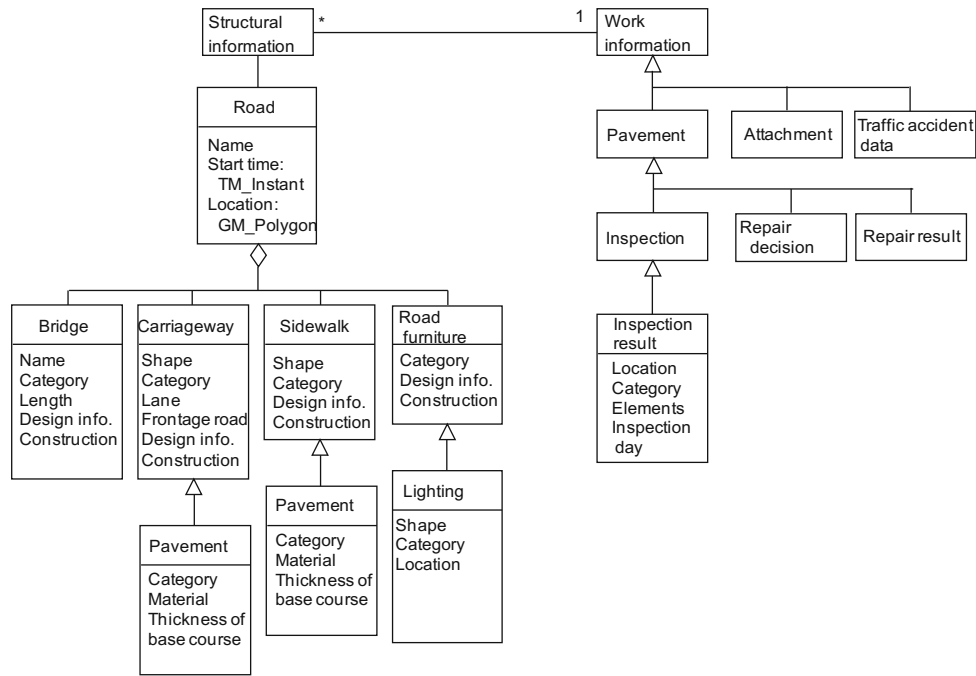 Structural
information
*
1
Work
information
Road
Name
Start time:
TM_Instant
Location:
GM_Polygon
Pavement
Attachment
Traffic accident
data
Inspection
Repair
decision
Repair result
Bridge
Name
Category
Length
Design info.
Construction
Carriageway
Shape
Category
Lane
Frontage road
Design info.
Construction
Sidewalk
Shape
Category
Design info.
Construction
Road
furniture
Category
Design info.
Construction
Inspection
result
Location
Category
Elements
Inspection
day
Pavement
Category
Material
Thickness of
base course
Pavement
Category
Material
Thickness of
base course
Lighting
Shape
Category
Location